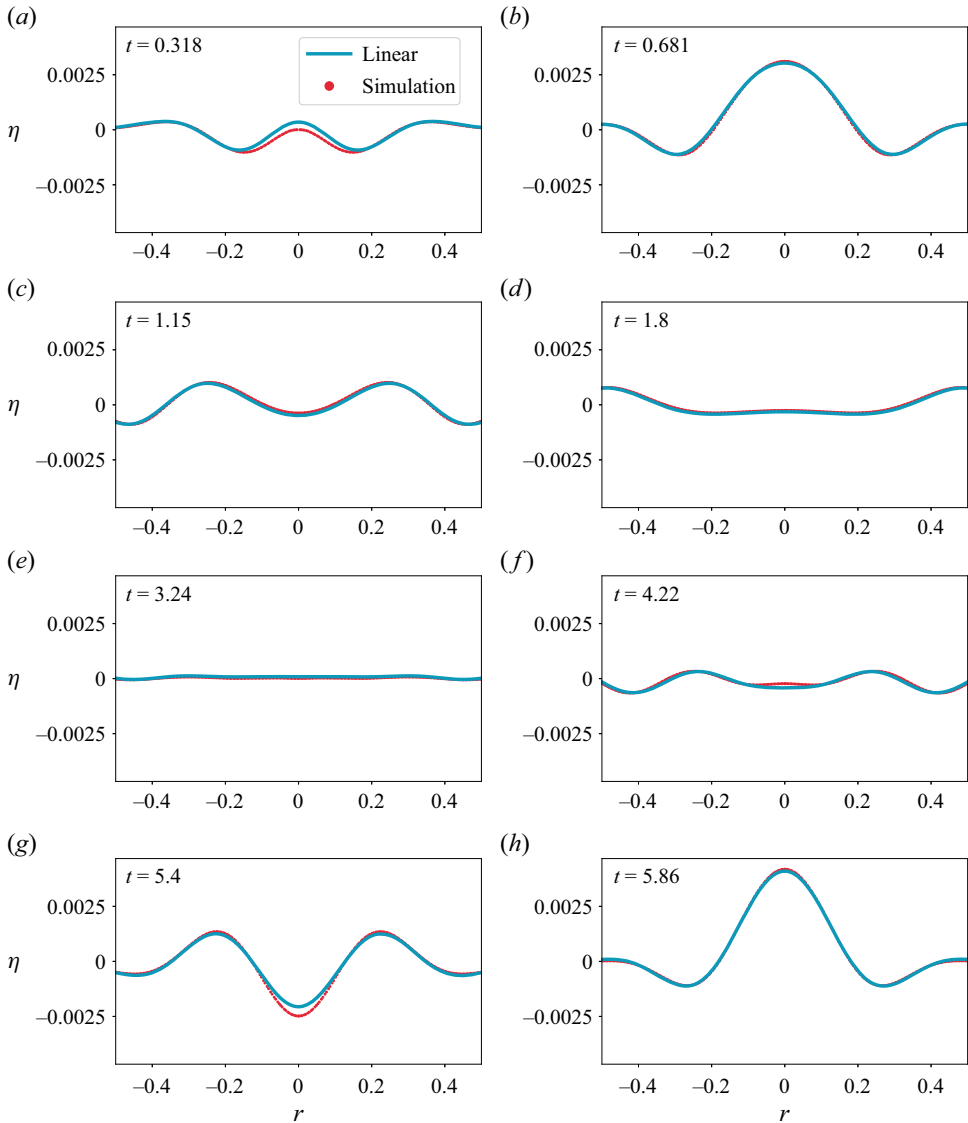 (a)
t = 0.318
Linear
Simulation
0.0025
0
–0.0025
η
–0.4 –0.2 0 0.2 0.4
(b)
t = 0.681
0.0025
0
–0.0025
–0.4 –0.2 0 0.2 0.4
(c)
t = 1.15
0.0025
0
–0.0025
η
–0.4 –0.2 0 0.2 0.4
(d)
t = 1.8
0.0025
0
–0.0025
–0.4 –0.2 0 0.2 0.4
(e)
t = 3.24
0.0025
0
–0.0025
η
–0.4 –0.2 0 0.2 0.4
(f)
t = 4.22
0.0025
0
–0.0025
–0.4 –0.2 0 0.2 0.4
(g)
t = 5.4
0.0025
0
–0.0025
η
–0.4 –0.2 0 0.2 0.4
r
(h)
t = 5.86
0.0025
0
–0.0025
–0.4 –0.2 0 0.2 0.4
r